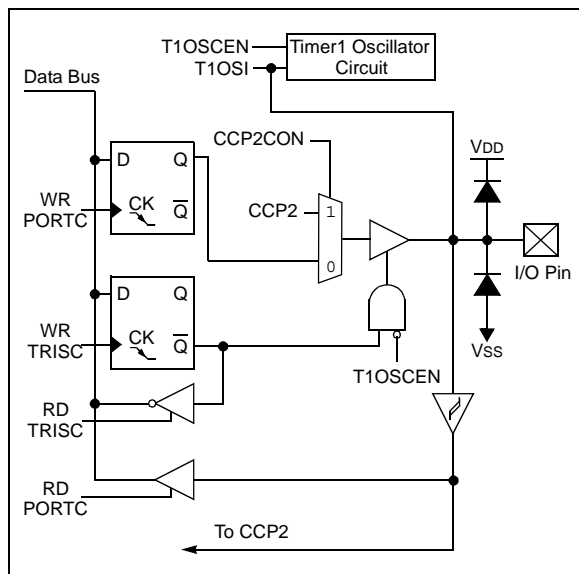 T1OSCEN
Timer1 Oscillator
Circuit
T1OSI
Data Bus
CCP2CON
VDD
D
Q
WR
PORTC
CK
Q
CCP2
1
0
I/O Pin
D
Q
WR
TRISC
CK
Q
VSS
T1OSCEN
RD
TRISC
RD
PORTC
To CCP2